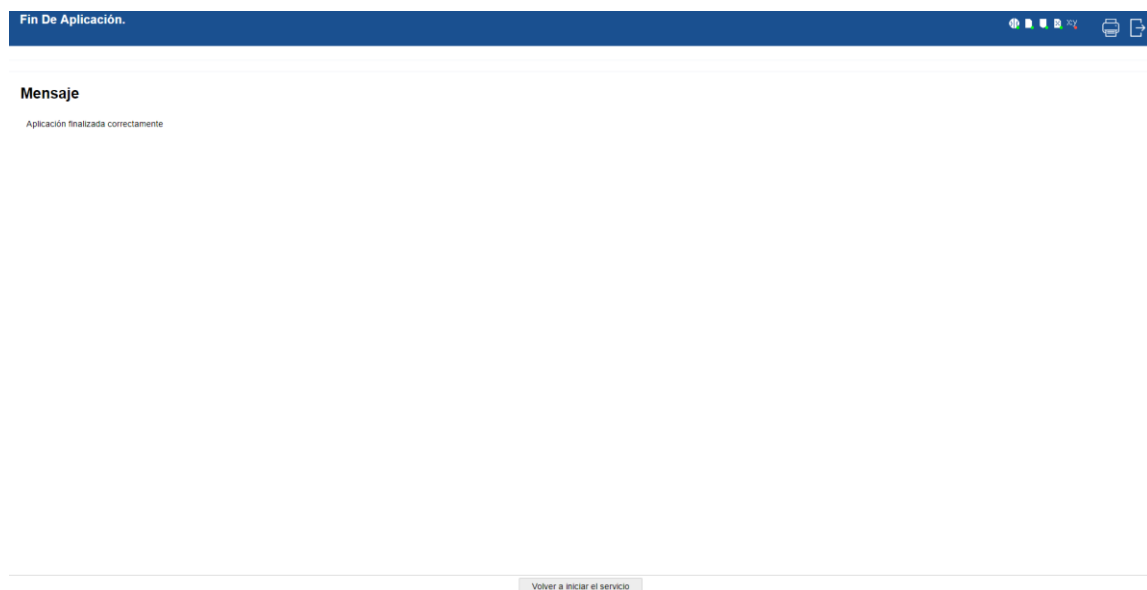 Fin De Aplicación.
Mensaje
Aplicación finalizada correctamente
Volver a iniciar el servicio